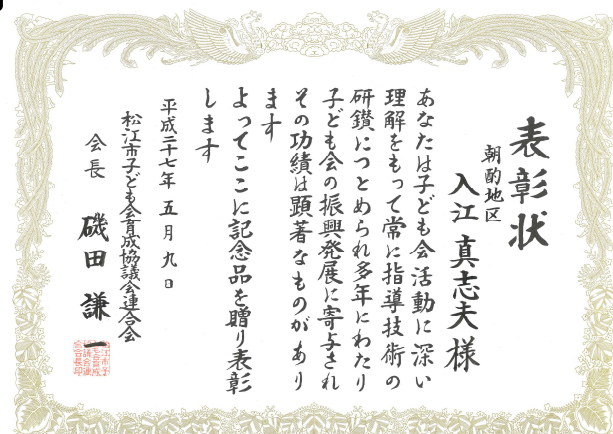 表彰状
朝酌地区
入江真志夫様
あなたは子ども会活動に深い
理解をもって常に指導技術の
研鑽につとめられ多年にわたり
子ども会の振興発展に寄与され
その功績は顕著なものがあり
ます
よってここに記念品を贈り表彰
します
平成二十七年五月九日
松江市子ども会育成協議会連合会
会長 磯田謙一